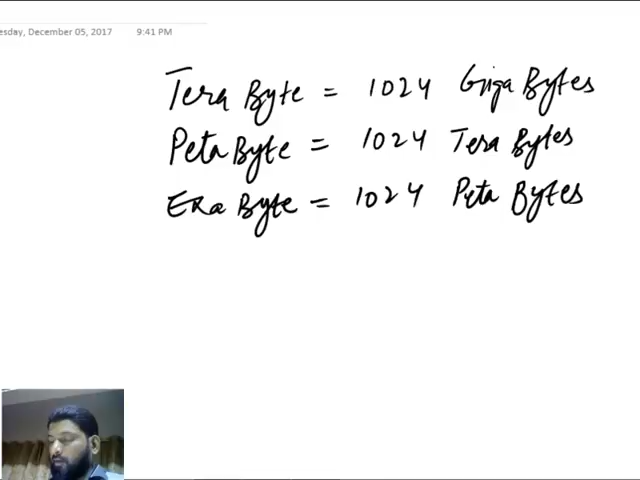 esday, December 05, 2017 9:41 PM
Tera Byte = 1024 Giga Bytes
Peta Byte = 1024 Tera Bytes
Exa Byte = 1024 Peta Bytes